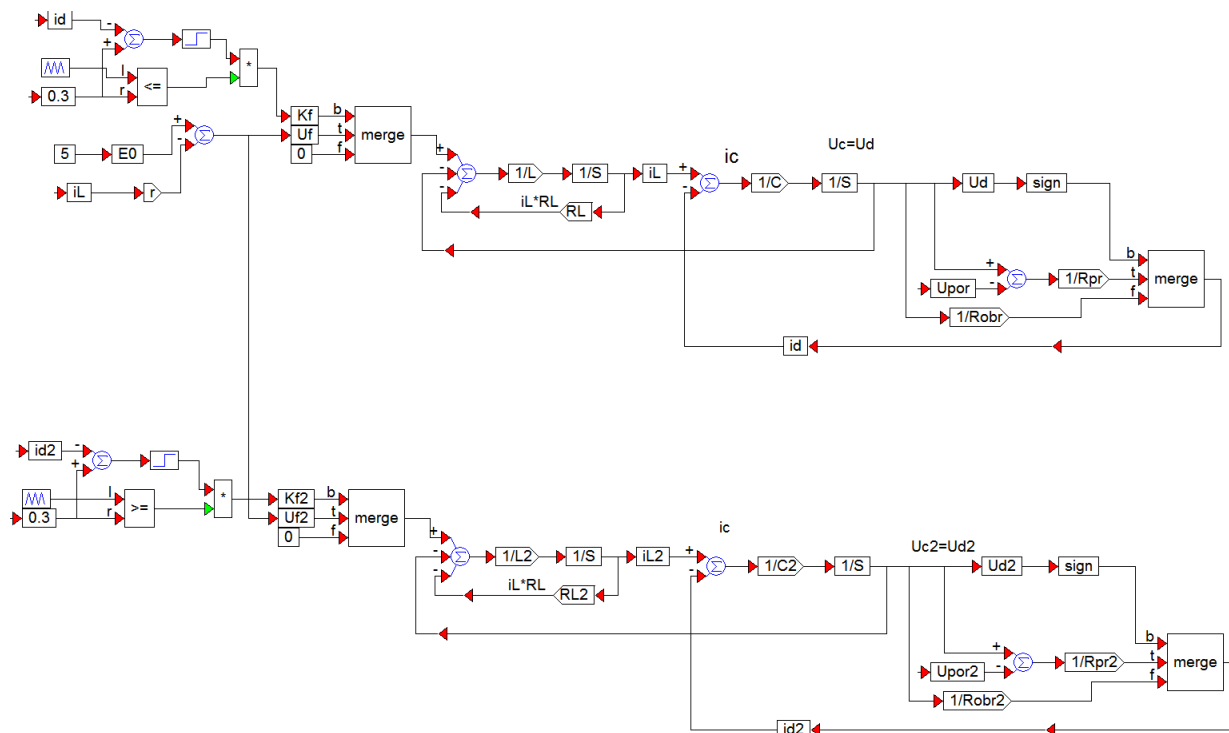 id
-
+
Σ
*
l
<=
0.3
r
+
5
E0
-
Σ
iL
r
Kf
b
Uf
t
merge
0
f
+
-
Σ
-
1/L
1/S
iL
iL*RL
RL
+
ic
-
Σ
1/C
1/S
Uc=Ud
Ud
sign
+
Upor
-
Σ
1/Rpr
1/Robr
b
t
merge
f
id
id2
-
+
Σ
*
l
>=
0.3
r
Kf2
b
Uf2
t
merge
0
f
+
-
Σ
-
1/L2
1/S
iL2
iL*RL
RL2
+
ic
-
Σ
1/C2
1/S
Uc2=Ud2
Ud2
sign
+
Upor2
-
Σ
1/Rpr2
1/Robr2
b
t
merge
f
id2